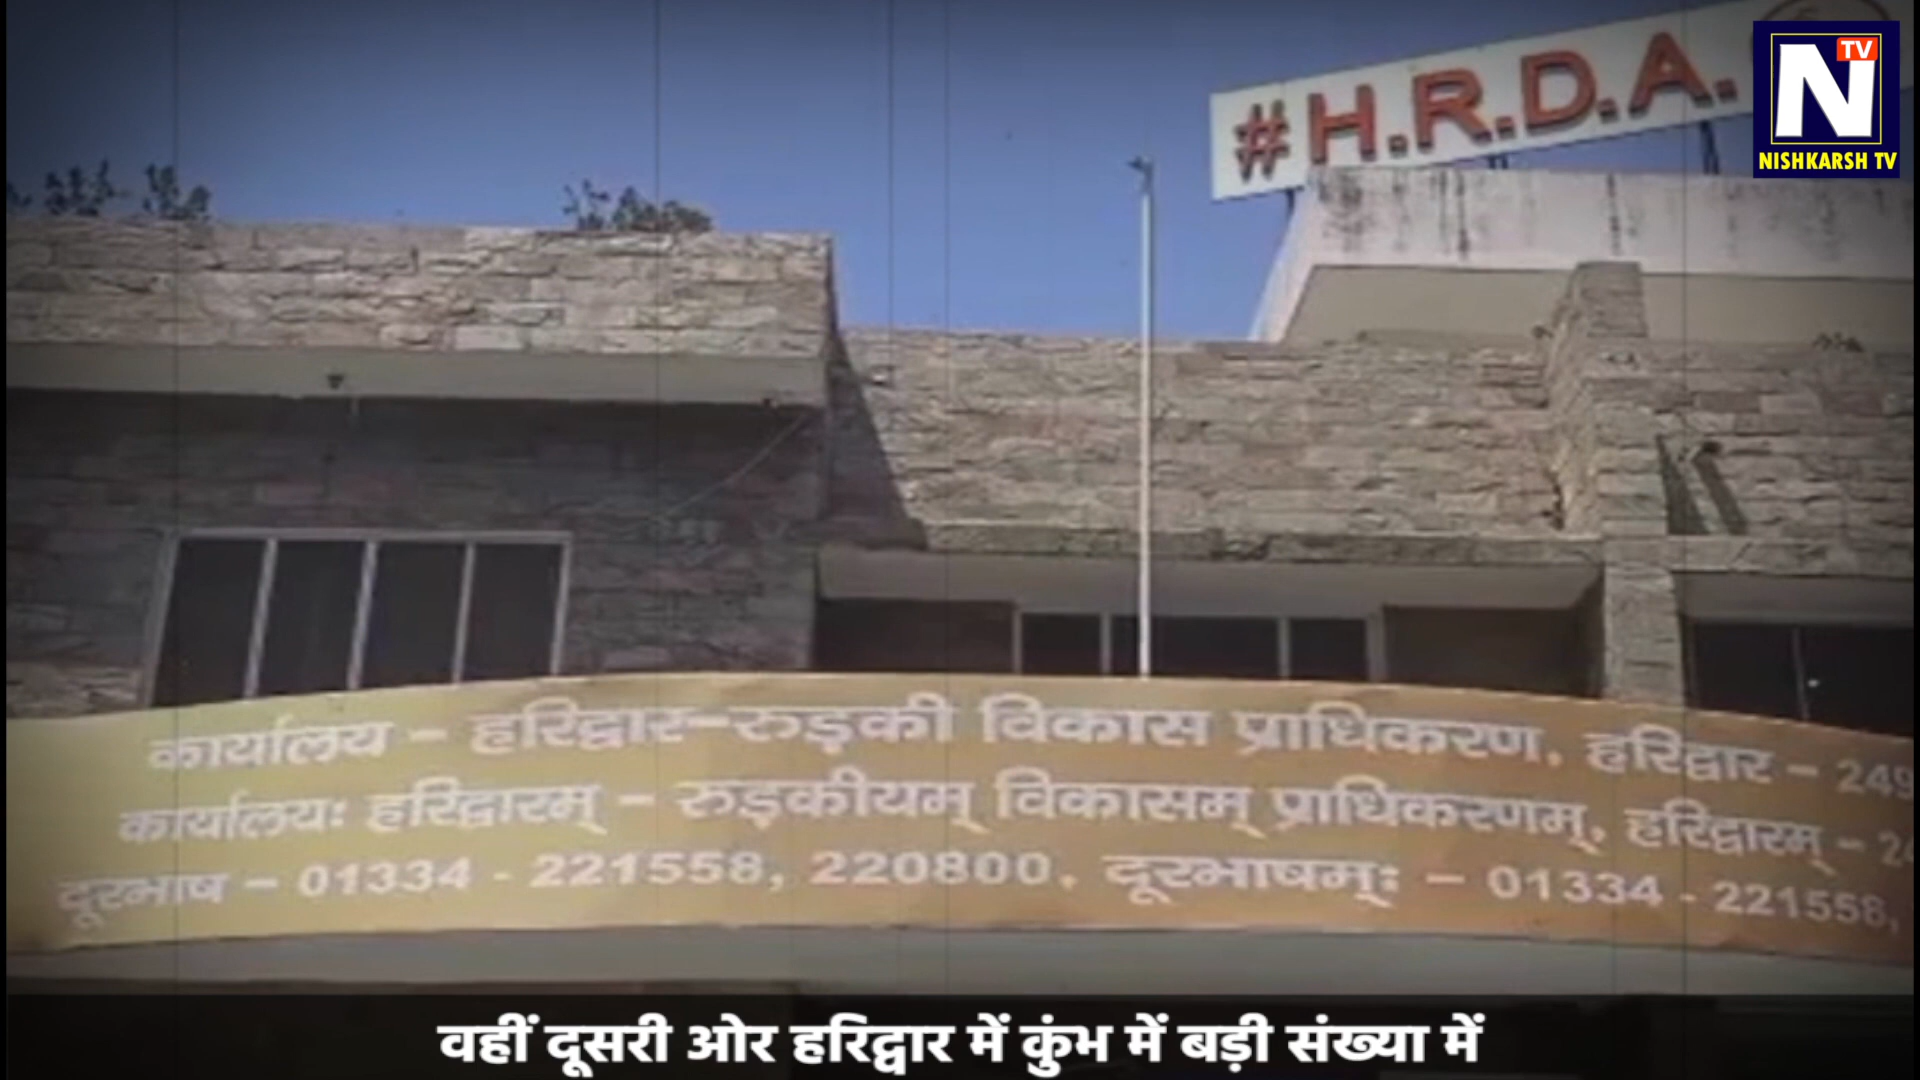 #H.R.D.A.
N TV
NISHKARSH TV
कार्यालय - हरिद्वार-रुड़की विकास प्राधिकरण, हरिद्वार - 249
कार्यालयः हरिद्वारम् - रुड़कीयम् विकासम् प्राधिकरणम्, हरिद्वारम् - 24
दूरभाष - 01334 - 221558, 220800, दूरभाषम्ः - 01334 - 221558,
वहीं दूसरी ओर हरिद्वार में कुंभ में बड़ी संख्या में